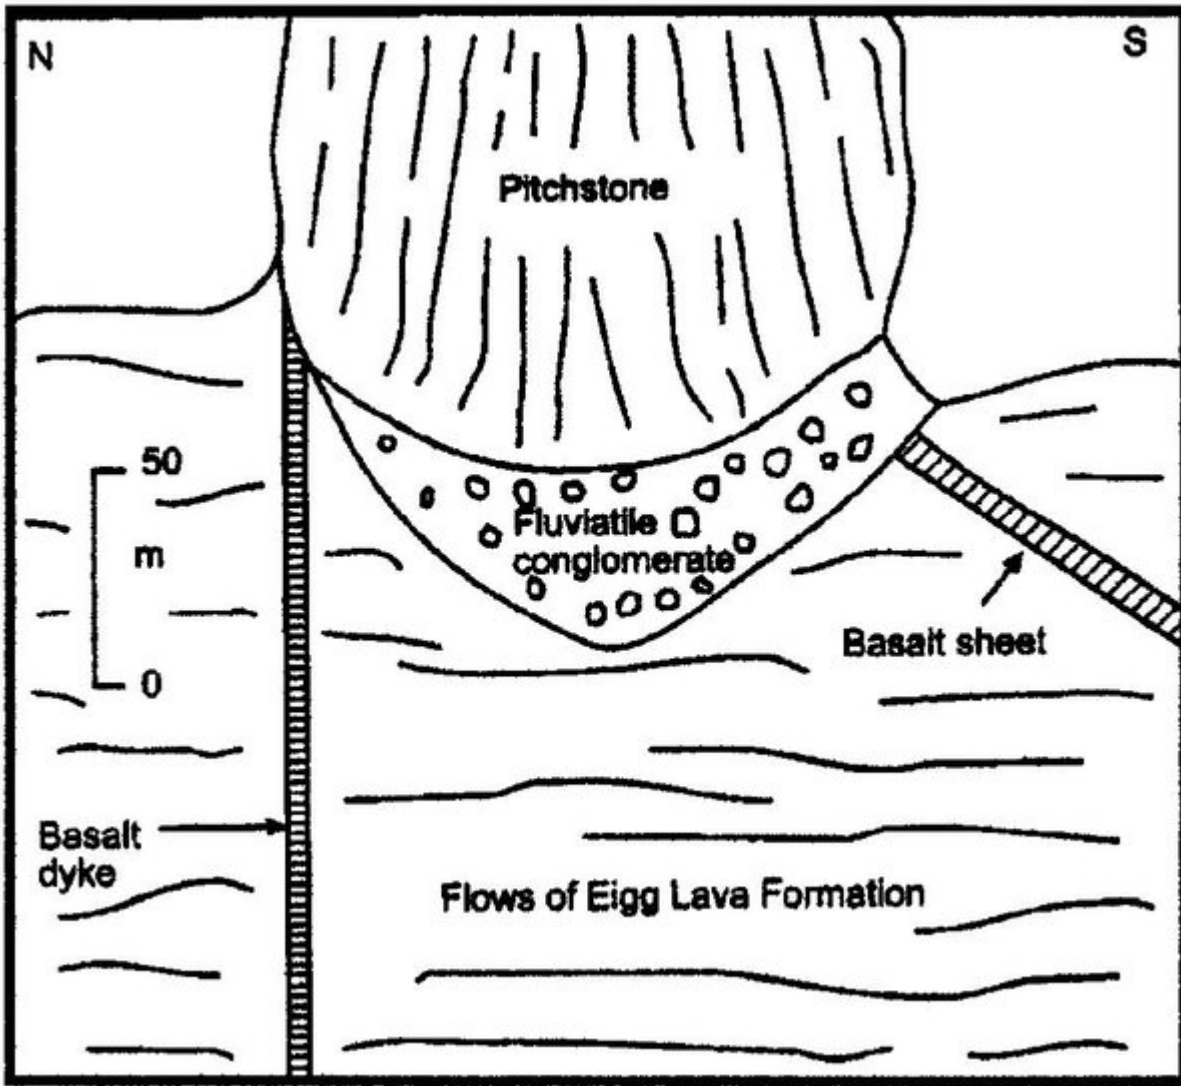 N
S
Pitchstone
50
m
0
Fluviatile
conglomerate
Basalt sheet
Basalt
dyke
Flows of Eigg Lava Formation